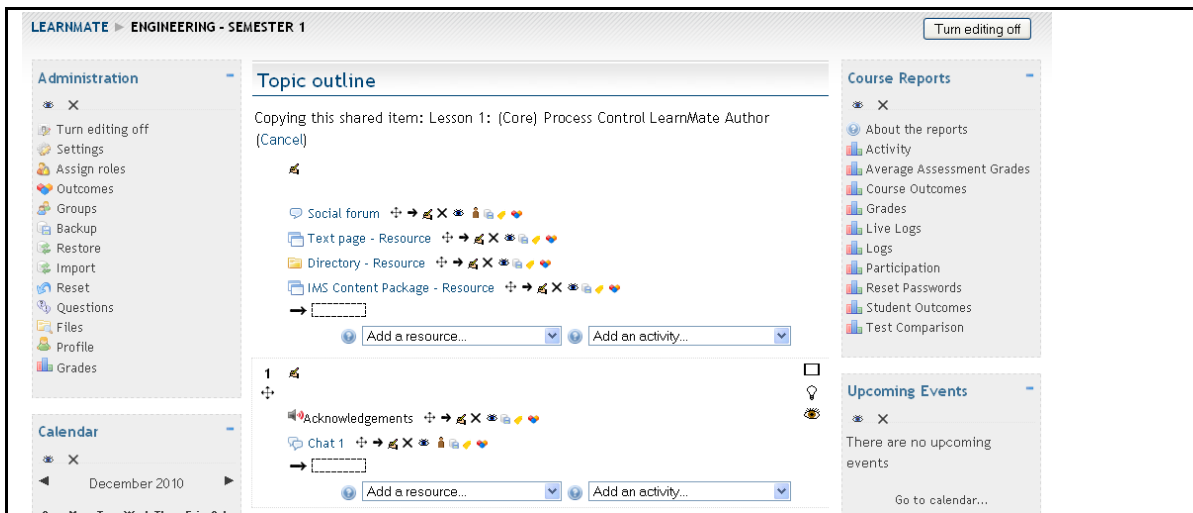 LEARNMATE ► ENGINEERING - SEMESTER 1
Turn editing off
Administration
Turn editing off
Settings
Assign roles
Outcomes
Groups
Backup
Restore
Import
Reset
Questions
Files
Profile
Grades
Calendar
December 2010
Topic outline
Copying this shared item: Lesson 1: (Core) Process Control LearnMate Author
(Cancel)
Social forum
Text page - Resource
Directory - Resource
IMS Content Package - Resource
Add a resource... Add an activity...
1
Acknowledgements
Chat 1
Add a resource... Add an activity...
Course Reports
About the reports
Activity
Average Assessment Grades
Course Outcomes
Grades
Live Logs
Logs
Participation
Reset Passwords
Student Outcomes
Test Comparison
Upcoming Events
There are no upcoming
events
Go to calendar...